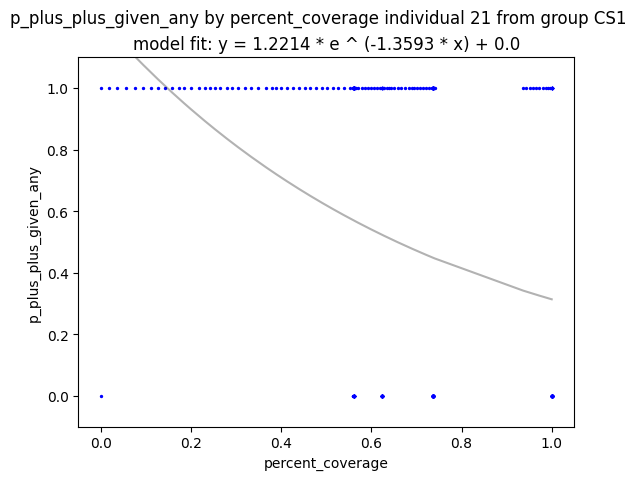 p_plus_plus_given_any by percent_coverage individual 21 from group CS1
model fit: y = 1.2214 * e ^ (-1.3593 * x) + 0.0
1.0
0.8
0.6
0.4
0.2
0.0
p_plus_plus_given_any
0.0 0.2 0.4 0.6 0.8 1.0
percent_coverage